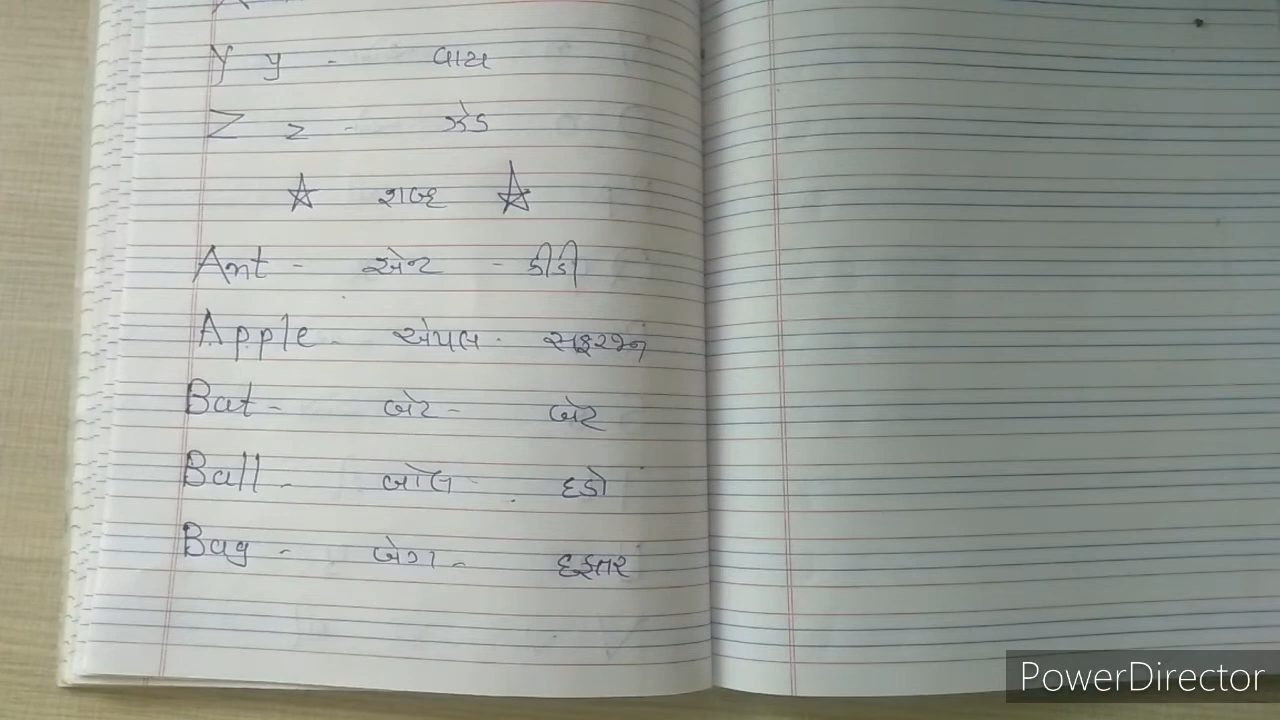 Y y - વાય
Z z - ઝેડ
☆ શબ્દ ☆
Ant - એન્ટ - કીડી
Apple - એપલ - સફરજન
Bat - બેટ - બેટ
Ball - બોલ - દડો
Bag - બેગ - દફતર
PowerDirector